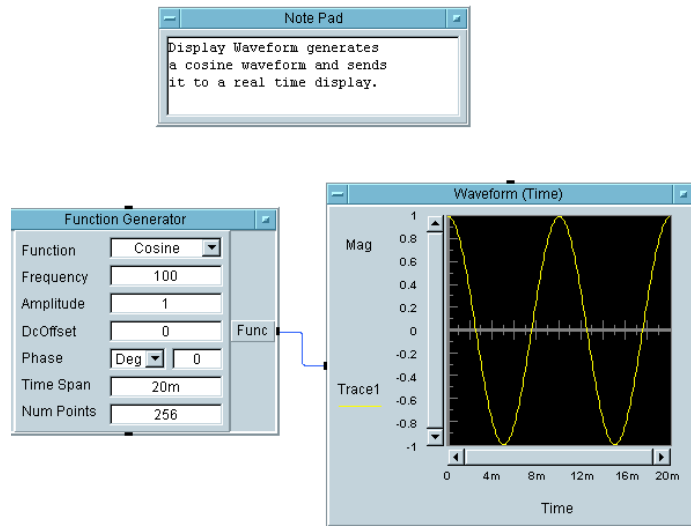 Note Pad
Display Waveform generates
a cosine waveform and sends
it to a real time display.
Function Generator
Function Cosine
Frequency 100
Amplitude 1
DcOffset 0
Phase Deg 0
Time Span 20m
Num Points 256
Func
Waveform (Time)
Mag
Trace1
1
0.8
0.6
0.4
0.2
0
-0.2
-0.4
-0.6
-0.8
-1
0 4m 8m 12m 16m 20m
Time